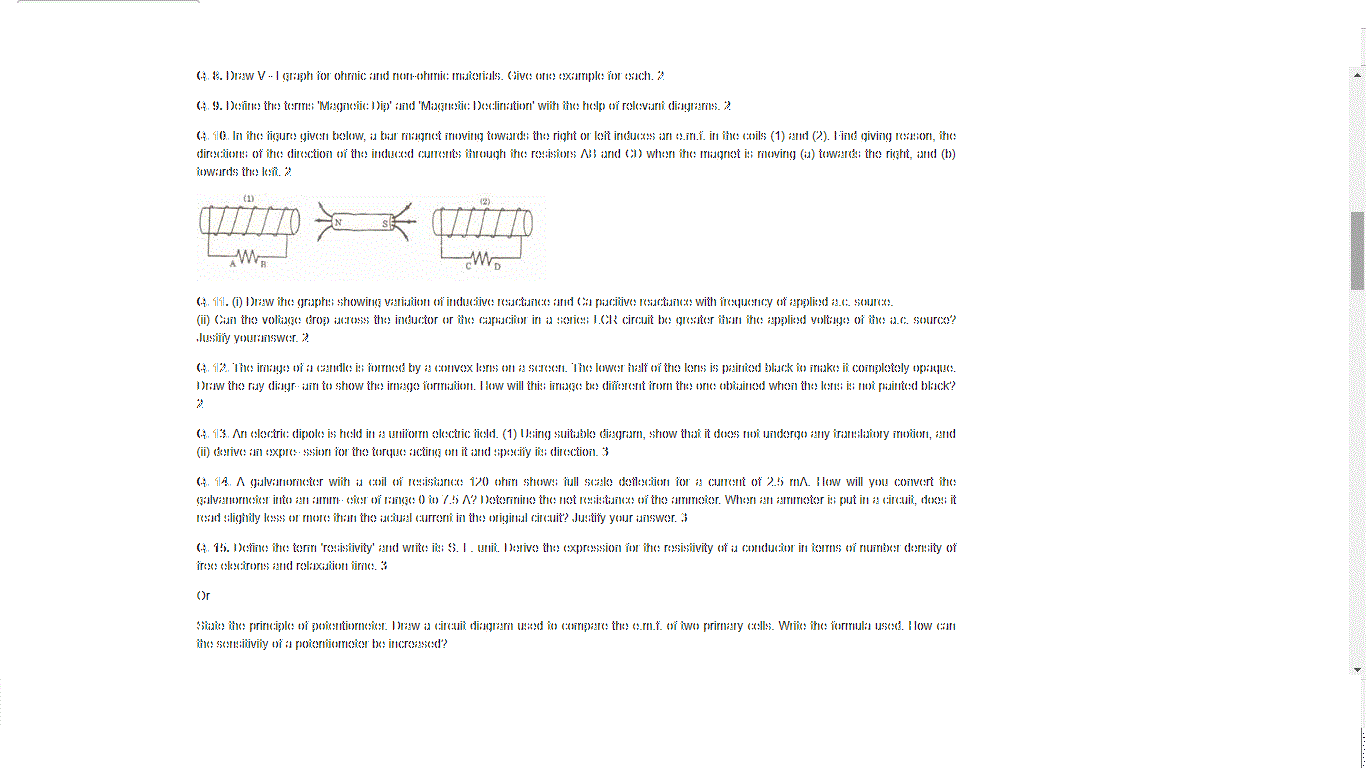 Q. 8. Draw V - I graph for ohmic and non-ohmic materials. Give one example for each. 2
Q. 9. Define the terms 'Magnetic Dip' and 'Magnetic Declination' with the help of relevant diagrams. 2
Q. 10. In the figure given below, a bar magnet moving towards the right or left induces an e.m.f. in the coils (1) and (2). Find giving reason, the
directions of the direction of the induced currents through the resistors AB and CD when the magnet is moving (a) towards the right, and (b)
towards the left. 2
(1) (2)
N S
A B C D
Q. 11. (i) Draw the graphs showing variation of inductive reactance and Ca pacitive reactance with frequency of applied a.c. source.
(ii) Can the voltage drop across the inductor or the capacitor in a series LCR circuit be greater than the applied voltage of the a.c. source?
Justify youranswer. 2
Q. 12. The image of a candle is formed by a convex lens on a screen. The lower half of the lens is painted black to make it completely opaque.
Draw the ray diagr- am to show the image formation. How will this image be different from the one obtained when the lens is not painted black?
2
Q. 13. An electric dipole is held in a uniform electric field. (1) Using suitable diagram, show that it does not undergo any translatory motion, and
(ii) derive an expre- ssion for the torque acting on it and specify its direction. 3
Q. 14. A galvanometer with a coil of resistance 120 ohm shows full scale deflection for a current of 2.5 mA. How will you convert the
galvanometer into an amm- eter of range 0 to 7.5 A? Determine the net resistance of the ammeter. When an ammeter is put in a circuit, does it
read slightly less or more than the actual current in the original circuit? Justify your answer. 3
Q. 15. Define the term 'resistivity' and write its S. I . unit. Derive the expression for the resistivity of a conductor in terms of number density of
free electrons and relaxation time. 3
Or
State the principle of potentiometer. Draw a circuit diagram used to compare the e.m.f. of two primary cells. Write the formula used. How can
the sensitivity of a potentiometer be increased?